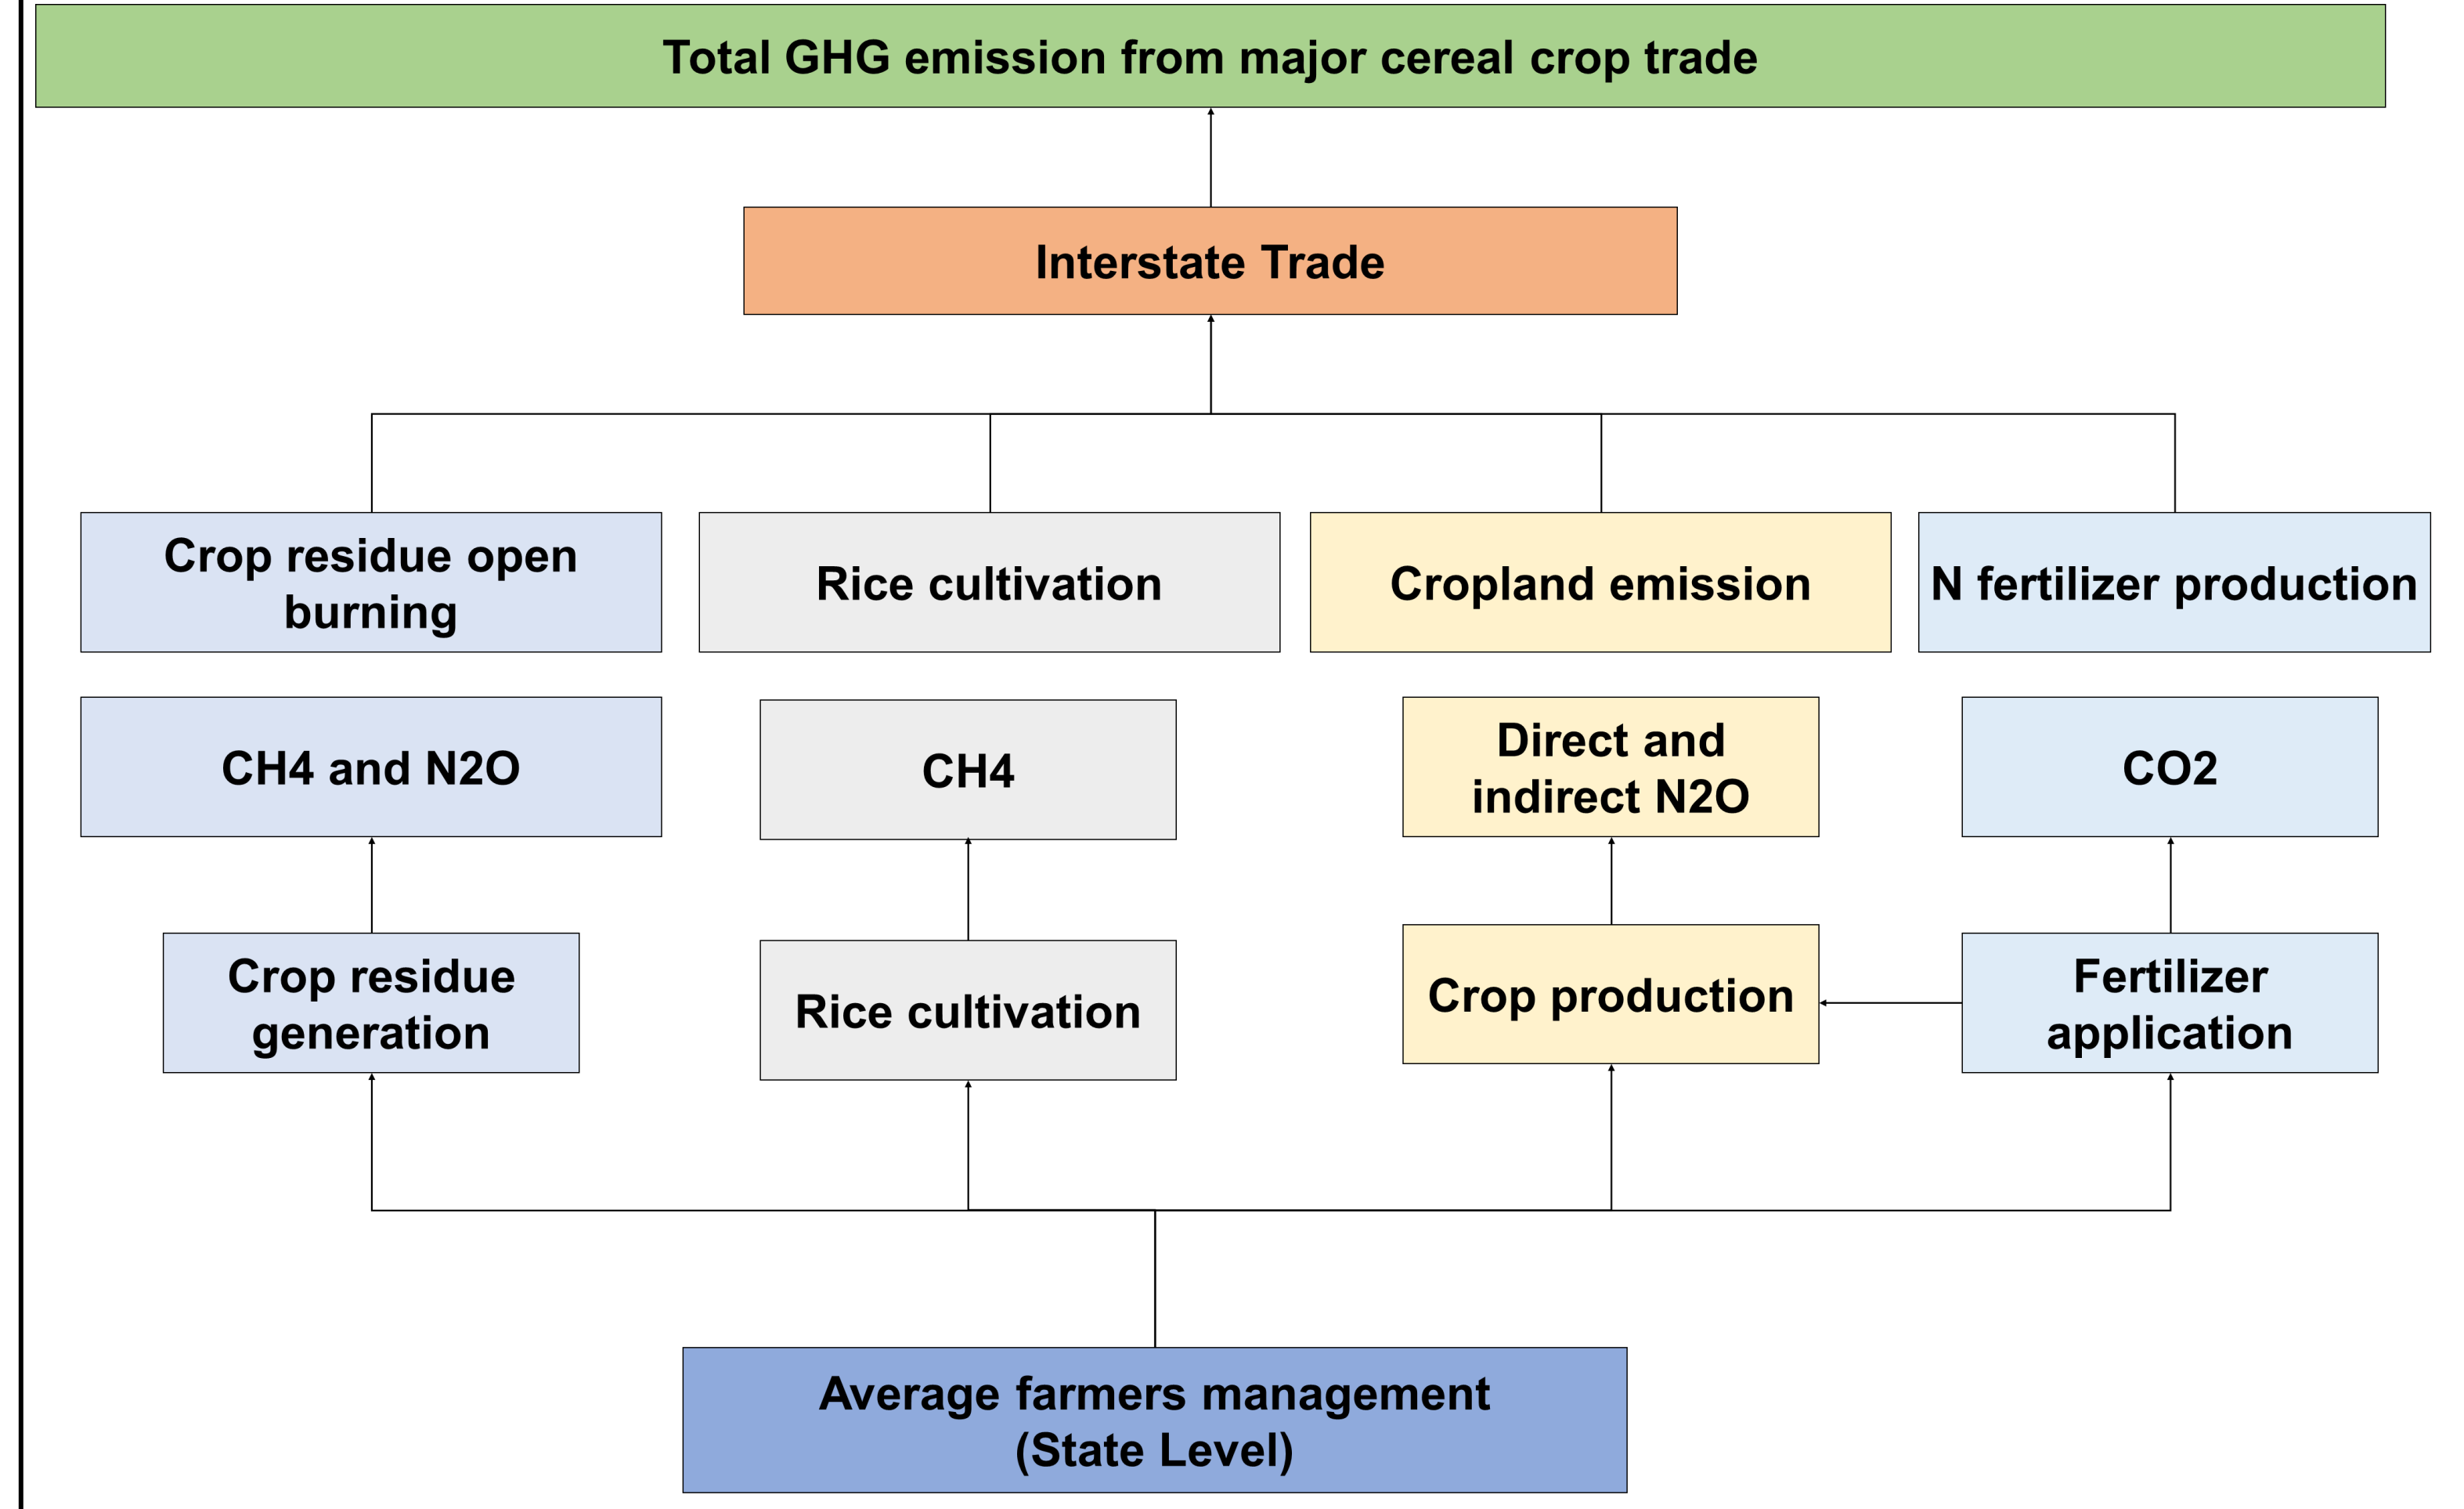 Total GHG emission from major cereal crop trade
Interstate Trade
Crop residue open
burning
Rice cultivation
Cropland emission
N fertilizer production
CH4 and N2O
CH4
Direct and
indirect N2O
CO2
Crop residue
generation
Rice cultivation
Crop production
Fertilizer
application
Average farmers management
(State Level)